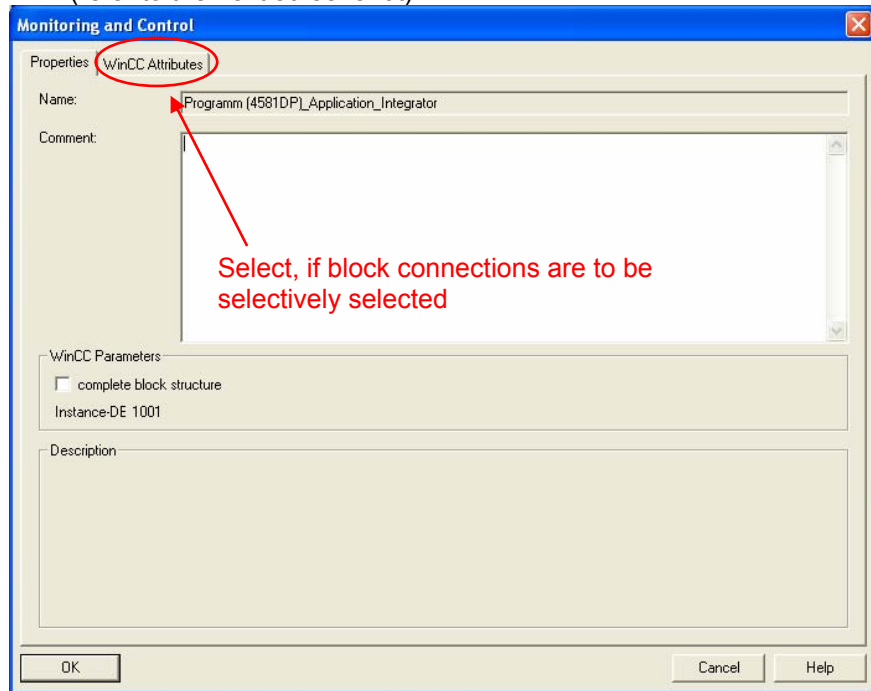 Monitoring and Control
Properties WinCC Attributes
Name: Programm (4581DP)_Application_Integrator
Comment:
Select, if block connections are to be
selectively selected
WinCC Parameters
complete block structure
Instance-DE 1001
Description
OK Cancel Help